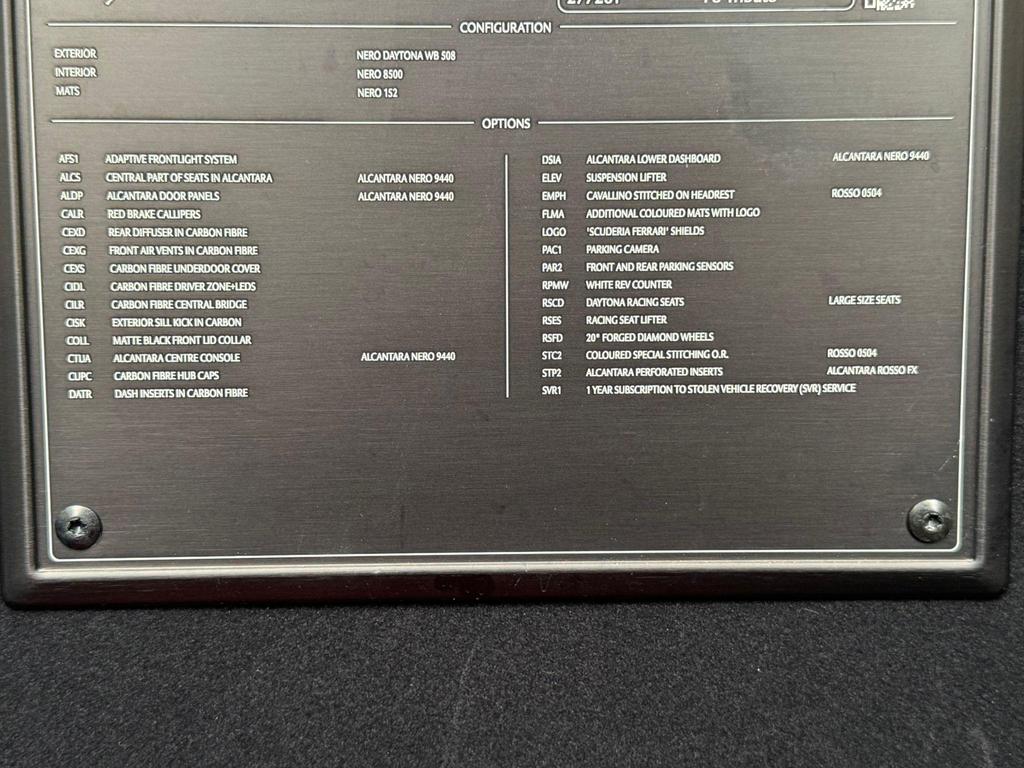 F8 Tributo
CONFIGURATION
EXTERIOR NERO DAYTONA WB 508
INTERIOR NERO 8500
MATS NERO 152
OPTIONS
AFS1 ADAPTIVE FRONTLIGHT SYSTEM
ALCS CENTRAL PART OF SEATS IN ALCANTARA ALCANTARA NERO 9440
ALDP ALCANTARA DOOR PANELS ALCANTARA NERO 9440
CALR RED BRAKE CALLIPERS
CEXD REAR DIFFUSER IN CARBON FIBRE
CEXG FRONT AIR VENTS IN CARBON FIBRE
CEXS CARBON FIBRE UNDERDOOR COVER
CIDL CARBON FIBRE DRIVER ZONE+LEDS
CILR CARBON FIBRE CENTRAL BRIDGE
CISK EXTERIOR SILL KICK IN CARBON
COLL MATTE BLACK FRONT LID COLLAR
CTUA ALCANTARA CENTRE CONSOLE ALCANTARA NERO 9440
CUPC CARBON FIBRE HUB CAPS
DATR DASH INSERTS IN CARBON FIBRE
DSIA ALCANTARA LOWER DASHBOARD ALCANTARA NERO 9440
ELEV SUSPENSION LIFTER
EMPH CAVALLINO STITCHED ON HEADREST ROSSO 0504
FLMA ADDITIONAL COLOURED MATS WITH LOGO
LOGO 'SCUDERIA FERRARI' SHIELDS
PAC1 PARKING CAMERA
PAR2 FRONT AND REAR PARKING SENSORS
RPMW WHITE REV COUNTER
RSCD DAYTONA RACING SEATS LARGE SIZE SEATS
RSES RACING SEAT LIFTER
RSFD 20" FORGED DIAMOND WHEELS
STC2 COLOURED SPECIAL STITCHING O.R. ROSSO 0504
STP2 ALCANTARA PERFORATED INSERTS ALCANTARA ROSSO FX
SVR1 1 YEAR SUBSCRIPTION TO STOLEN VEHICLE RECOVERY (SVR) SERVICE